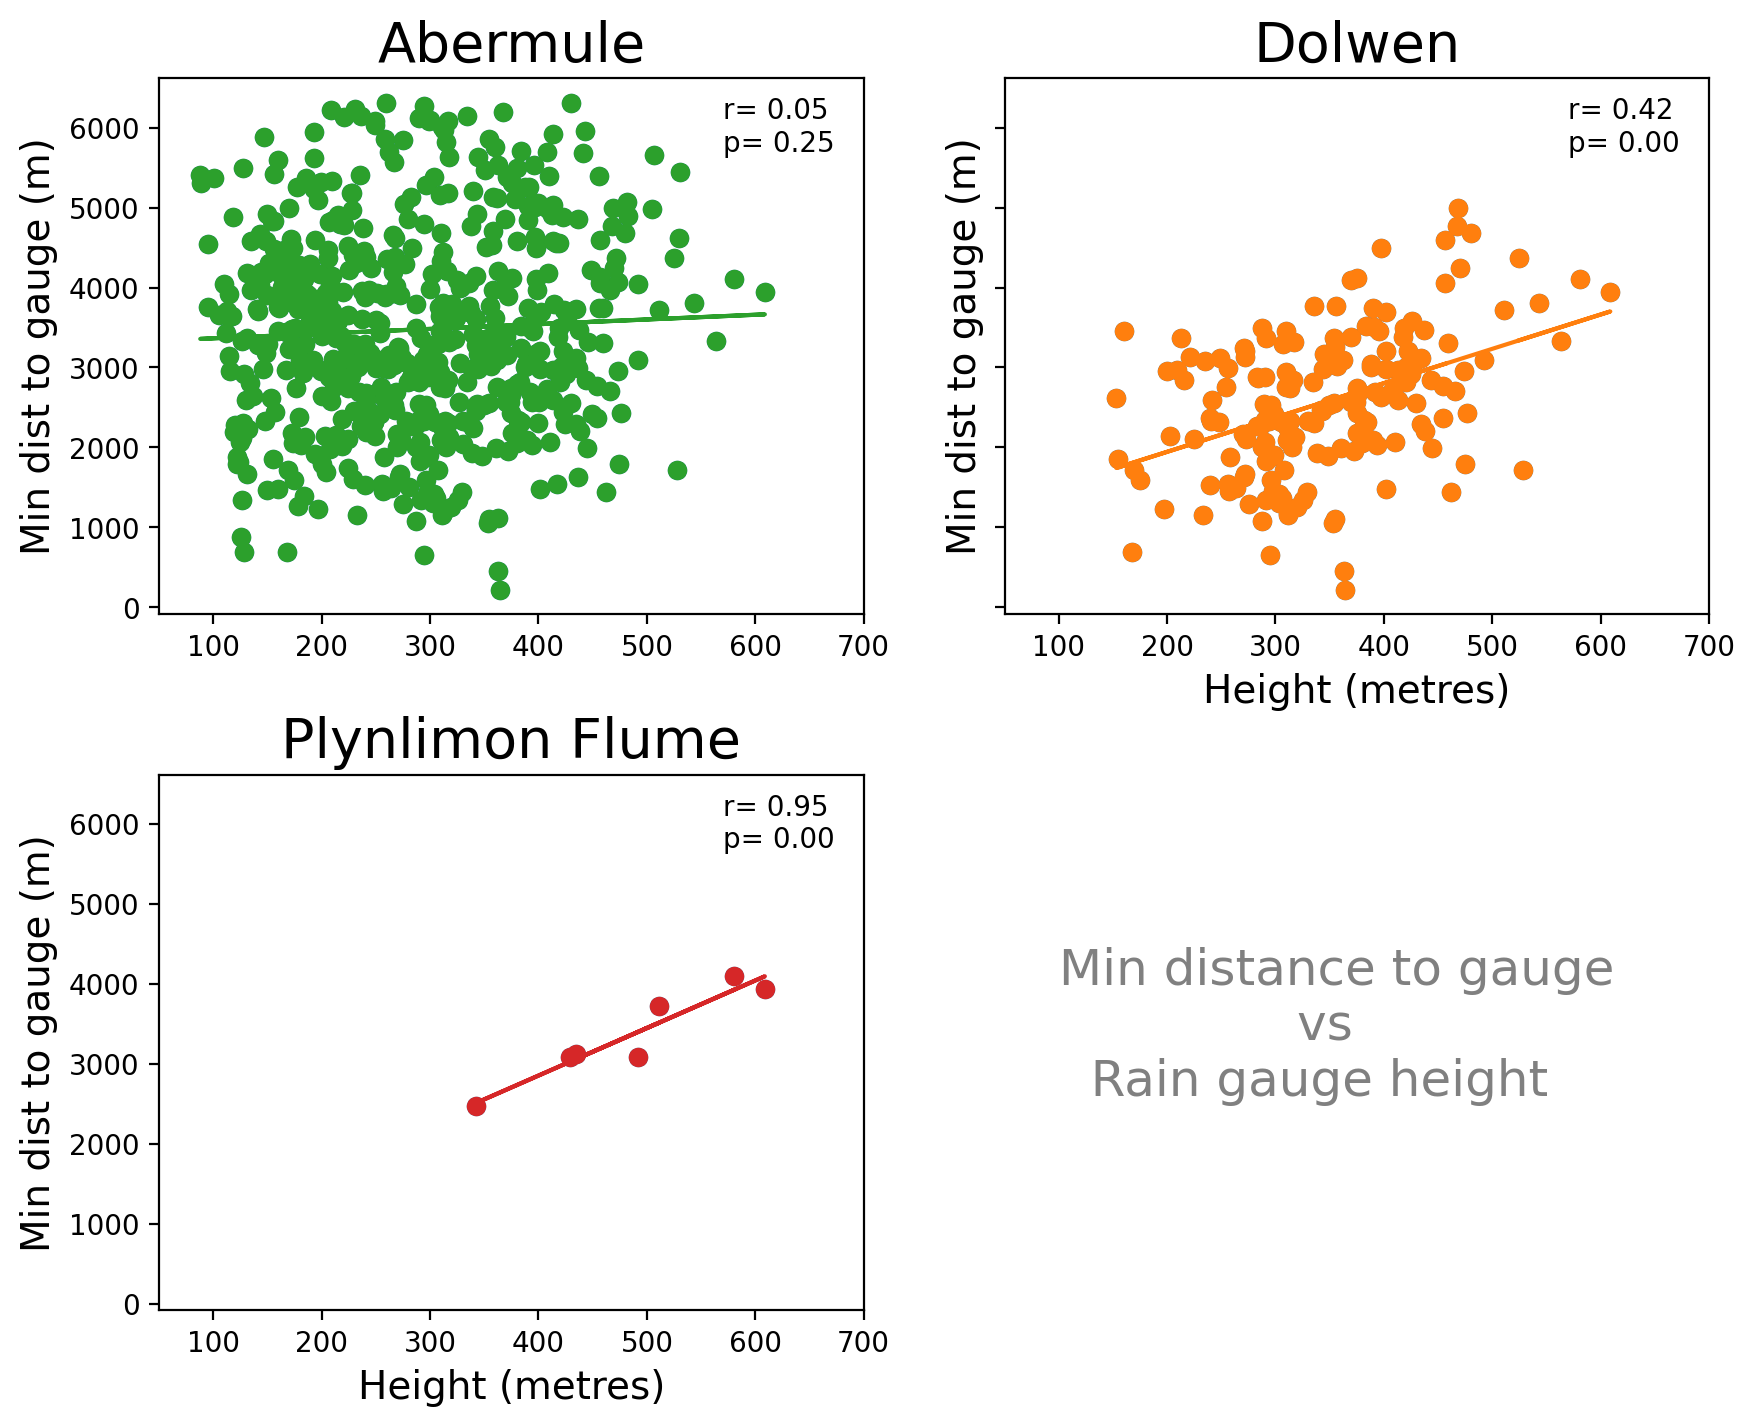 Abermule
r= 0.05
p= 0.25
Min dist to gauge (m)
6000
5000
4000
3000
2000
1000
0
100 200 300 400 500 600 700
Dolwen
r= 0.42
p= 0.00
Min dist to gauge (m)
100 200 300 400 500 600 700
Height (metres)
Plynlimon Flume
r= 0.95
p= 0.00
Min dist to gauge (m)
6000
5000
4000
3000
2000
1000
0
100 200 300 400 500 600 700
Height (metres)
Min distance to gauge
vs
Rain gauge height